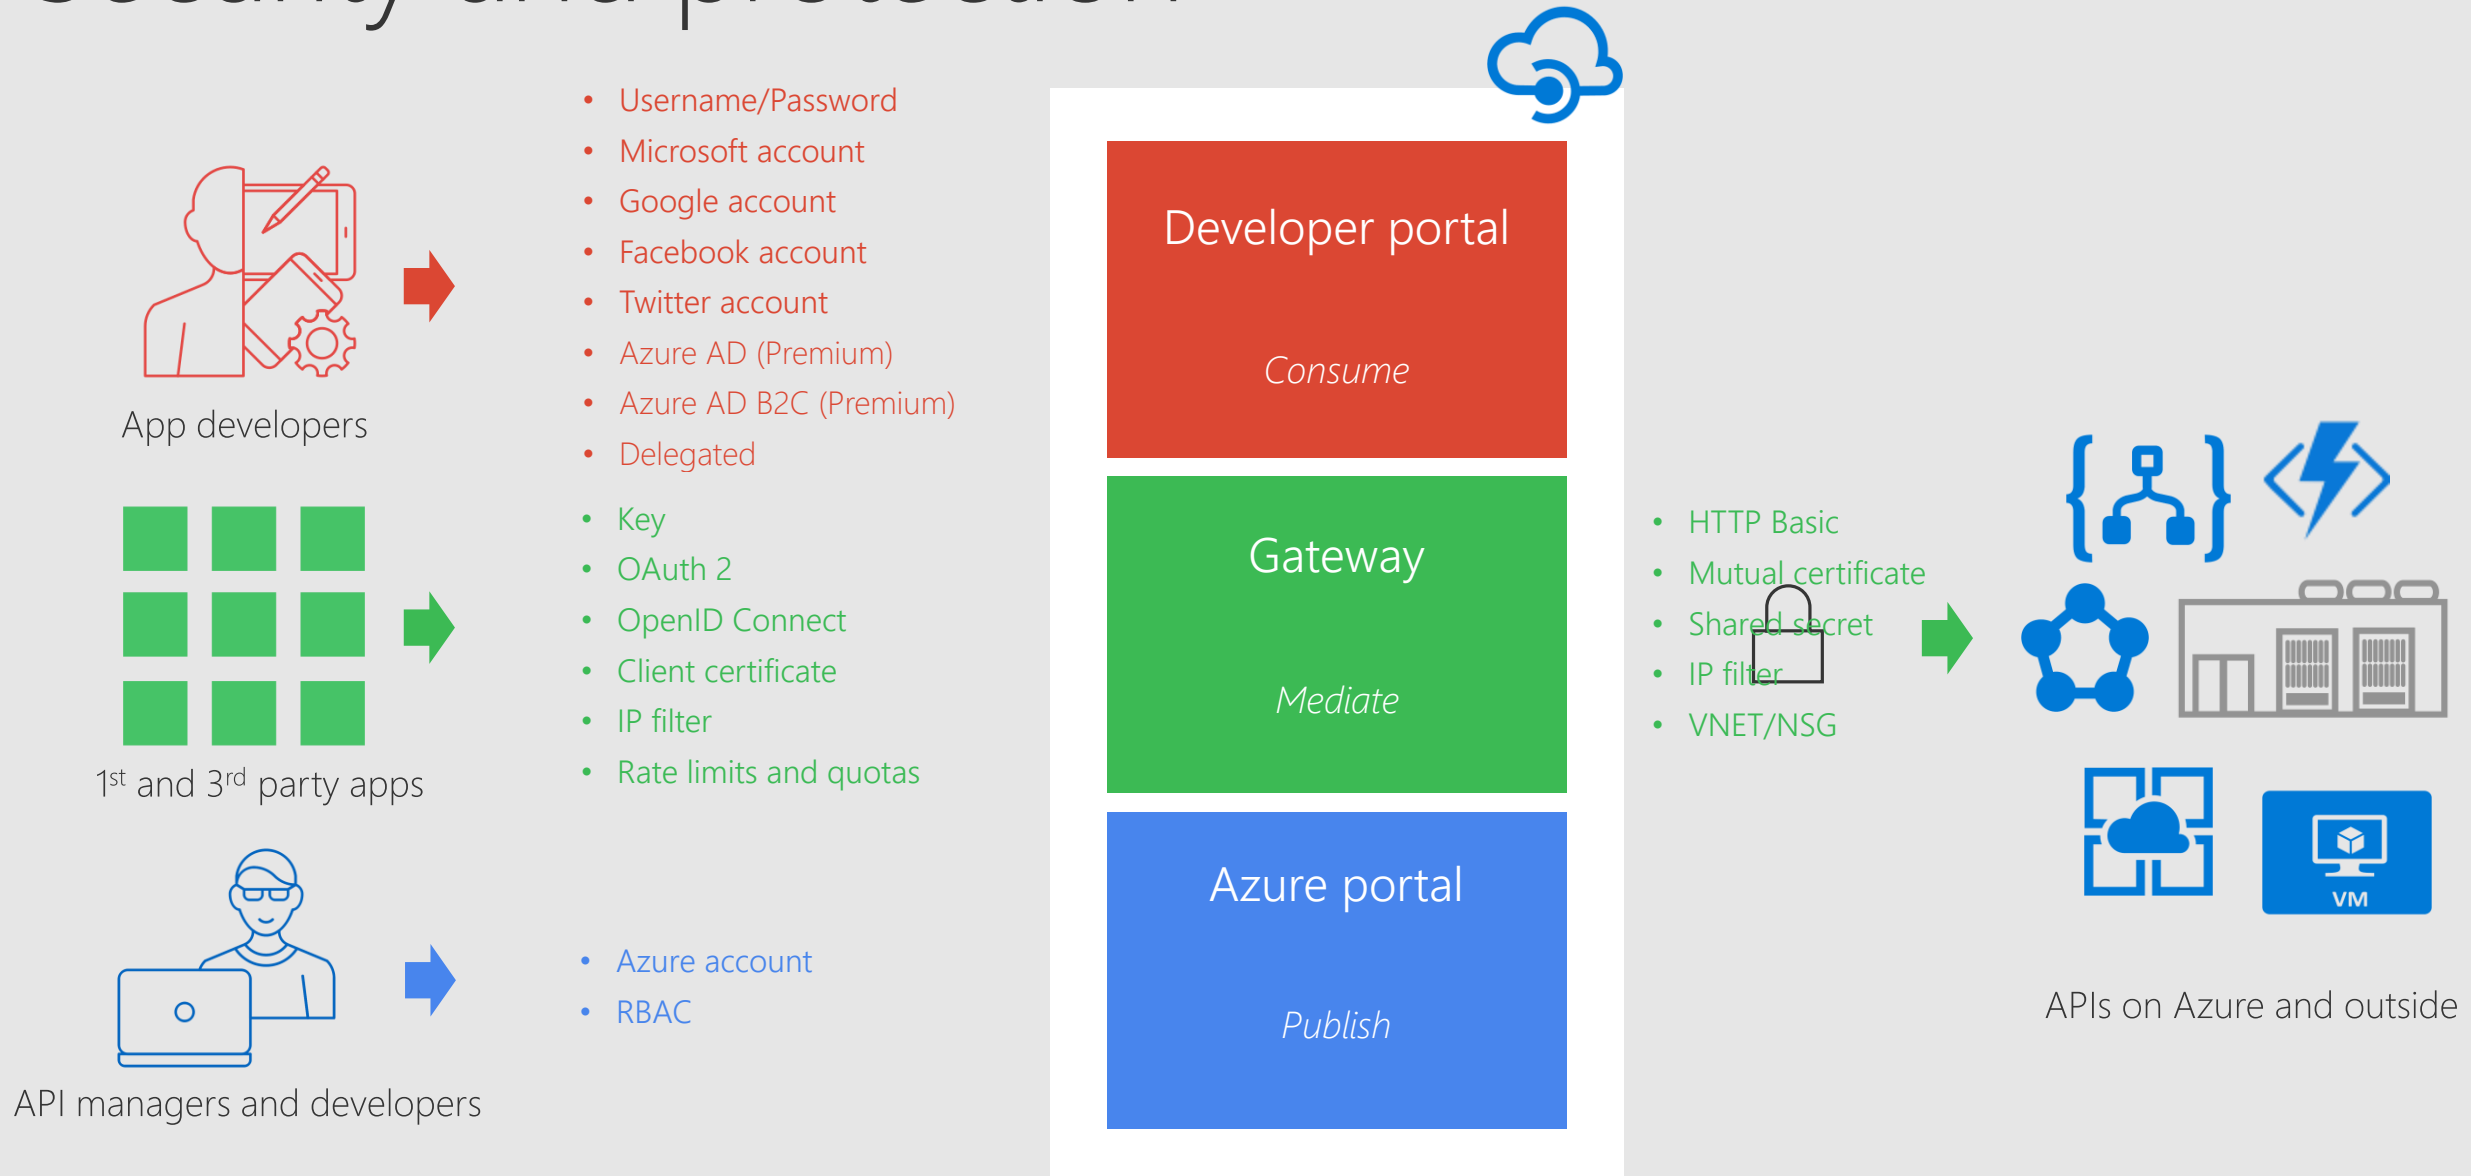 Security and protection
• Username/Password
• Microsoft account
• Google account
• Facebook account
• Twitter account
• Azure AD (Premium)
• Azure AD B2C (Premium)
• Delegated
App developers
• Key
• OAuth 2
• OpenID Connect
• Client certificate
• IP filter
• Rate limits and quotas
1st and 3rd party apps
• Azure account
• RBAC
API managers and developers
Developer portal
Consume
Gateway
Mediate
Azure portal
Publish
• HTTP Basic
• Mutual certificate
• Shared secret
• IP filter
• VNET/NSG
VM
APIs on Azure and outside